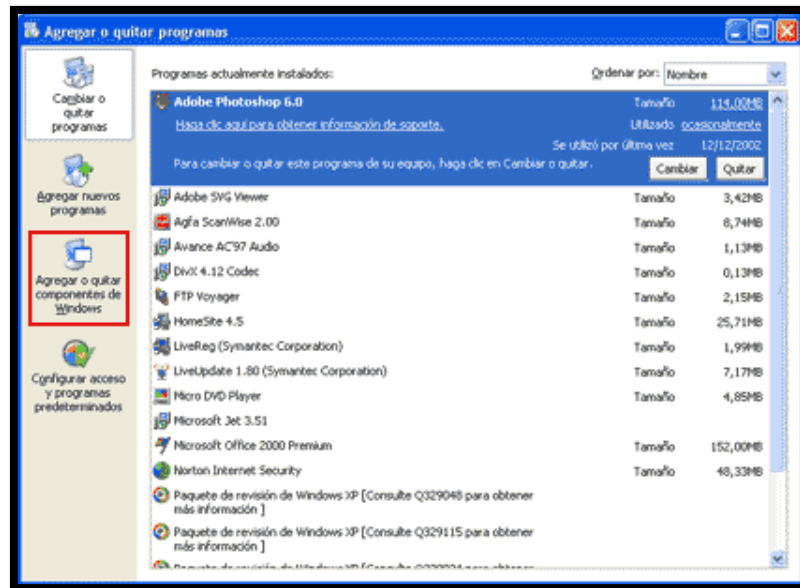 Agregar o quitar programas
Cambiar o
quitar
programas
Agregar nuevos
programas
Agregar o quitar
componentes de
Windows
Configurar acceso
y programas
predeterminados
Programas actualmente instalados:
Ordenar por: Nombre
Adobe Photoshop 6.0 Tamaño 114,00MB
Haga clic aquí para obtener información de soporte. Utilizado ocasionalmente
Se utilizó por última vez 12/12/2002
Para cambiar o quitar este programa de su equipo, haga clic en Cambiar o quitar. Cambiar Quitar
Adobe SVG Viewer Tamaño 3,42MB
Agfa ScanWise 2.00 Tamaño 8,74MB
Avance AC'97 Audio Tamaño 1,13MB
DivX 4.12 Codec Tamaño 0,13MB
FTP Voyager Tamaño 2,15MB
HomeSite 4.5 Tamaño 25,71MB
LiveReg (Symantec Corporation) Tamaño 1,99MB
LiveUpdate 1.80 (Symantec Corporation) Tamaño 7,17MB
Micro DVD Player Tamaño 4,85MB
Microsoft Jet 3.51
Microsoft Office 2000 Premium Tamaño 152,00MB
Norton Internet Security Tamaño 48,33MB
Paquete de revisión de Windows XP [Consulte Q329048 para obtener
más información ]
Paquete de revisión de Windows XP [Consulte Q329115 para obtener
más información ]